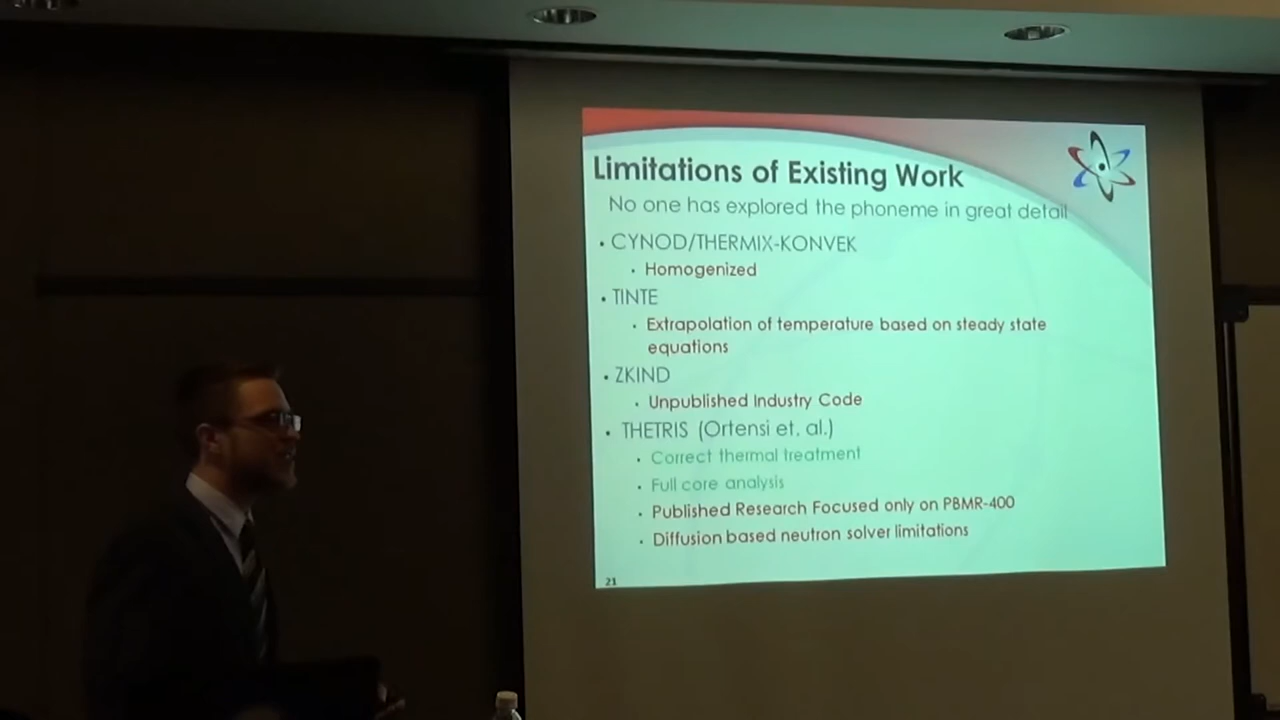 Limitations of Existing Work
No one has explored the phoneme in great detail
• CYNOD/THERMIX-KONVEK
• Homogenized
• TINTE
• Extrapolation of temperature based on steady state
equations
• ZKIND
• Unpublished Industry Code
• THETRIS (Ortensi et. al.)
• Correct thermal treatment
• Full core analysis
• Published Research Focused only on PBMR-400
• Diffusion based neutron solver limitations
21